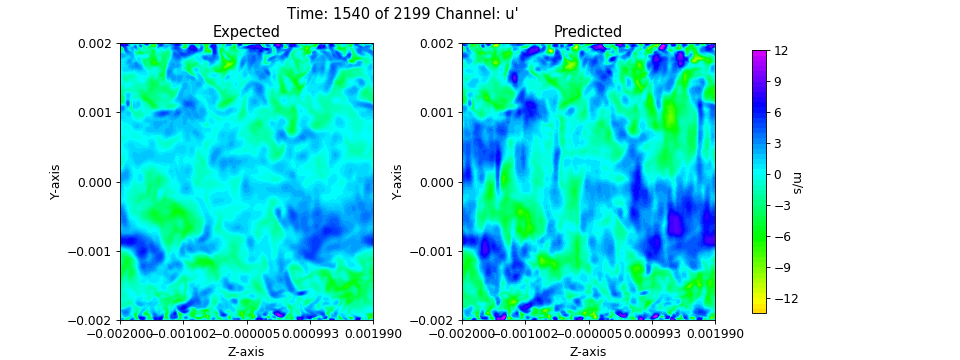 Time: 1540 of 2199 Channel: u'
Expected
Predicted
0.002
0.001
0.000
−0.001
−0.002
Y-axis
−0.002000 −0.001002 −0.000005 0.000993 0.001990
Z-axis
0.002
0.001
0.000
−0.001
−0.002
Y-axis
−0.002000 −0.001002 −0.000005 0.000993 0.001990
Z-axis
12
9
6
3
0
−3
−6
−9
−12
m/s